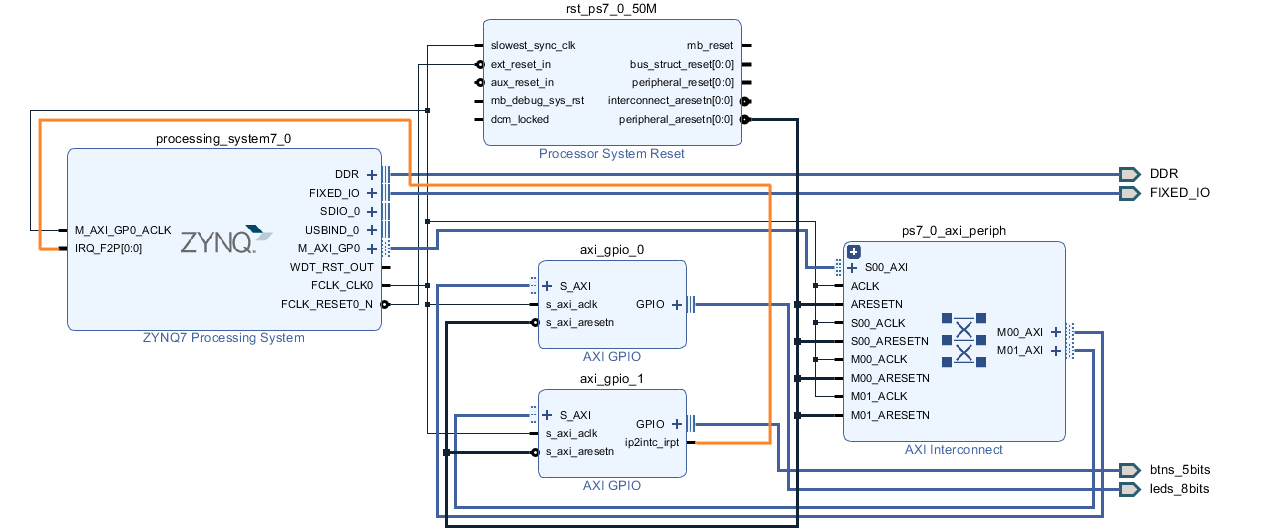 rst_ps7_0_50M
slowest_sync_clk
ext_reset_in
aux_reset_in
mb_debug_sys_rst
dcm_locked
mb_reset
bus_struct_reset[0:0]
peripheral_reset[0:0]
interconnect_aresetn[0:0]
peripheral_aresetn[0:0]
Processor System Reset
processing_system7_0
M_AXI_GP0_ACLK
IRQ_F2P[0:0]
ZYNQ
DDR
FIXED_IO
SDIO_0
USBIND_0
M_AXI_GP0
WDT_RST_OUT
FCLK_CLK0
FCLK_RESET0_N
ZYNQ7 Processing System
axi_gpio_0
S_AXI
s_axi_aclk
s_axi_aresetn
GPIO
AXI GPIO
axi_gpio_1
S_AXI
s_axi_aclk
s_axi_aresetn
GPIO
ip2intc_irpt
AXI GPIO
ps7_0_axi_periph
S00_AXI
ACLK
ARESETN
S00_ACLK
S00_ARESETN
M00_ACLK
M00_ARESETN
M01_ACLK
M01_ARESETN
M00_AXI
M01_AXI
AXI Interconnect
DDR
FIXED_IO
btns_5bits
leds_8bits